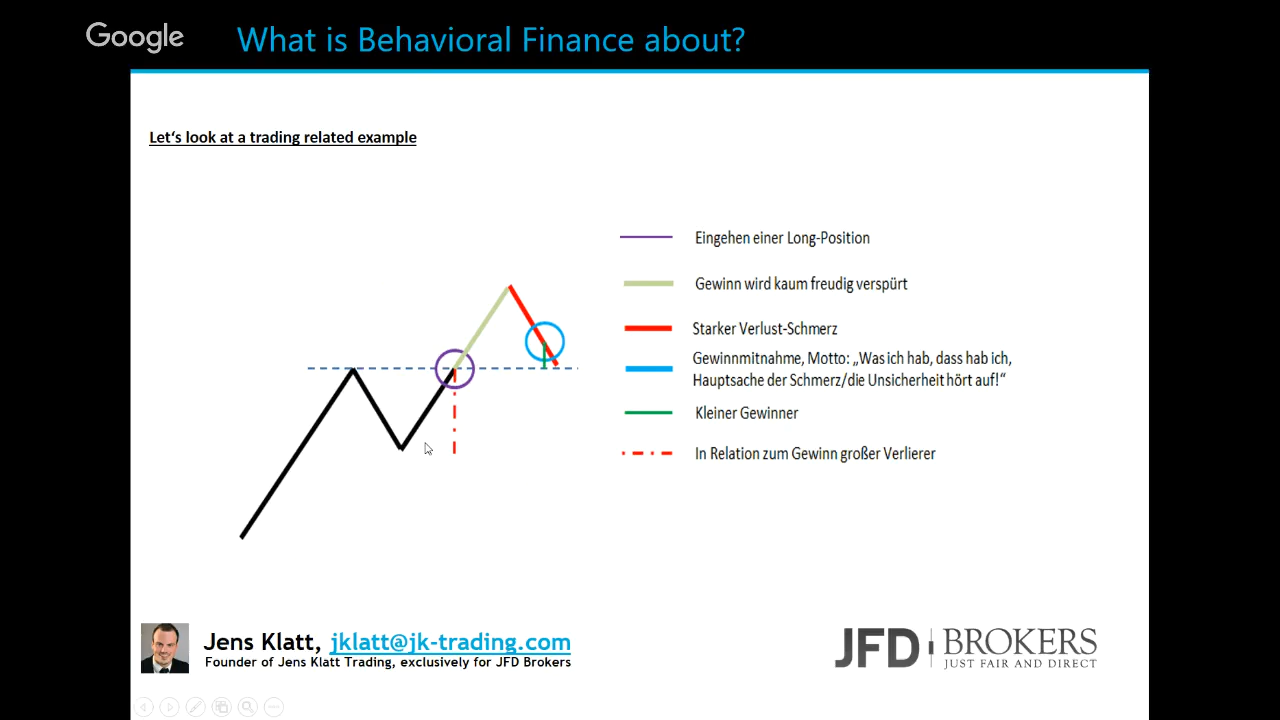 Google
What is Behavioral Finance about?
Let‘s look at a trading related example
Eingehen einer Long-Position
Gewinn wird kaum freudig verspürt
Starker Verlust-Schmerz
Gewinnmitnahme, Motto: „Was ich hab, dass hab ich,
Hauptsache der Schmerz/die Unsicherheit hört auf!“
Kleiner Gewinner
In Relation zum Gewinn großer Verlierer
Jens Klatt, jklatt@jk-trading.com
Founder of Jens Klatt Trading, exclusively for JFD Brokers
JFD BROKERS
JUST FAIR AND DIRECT